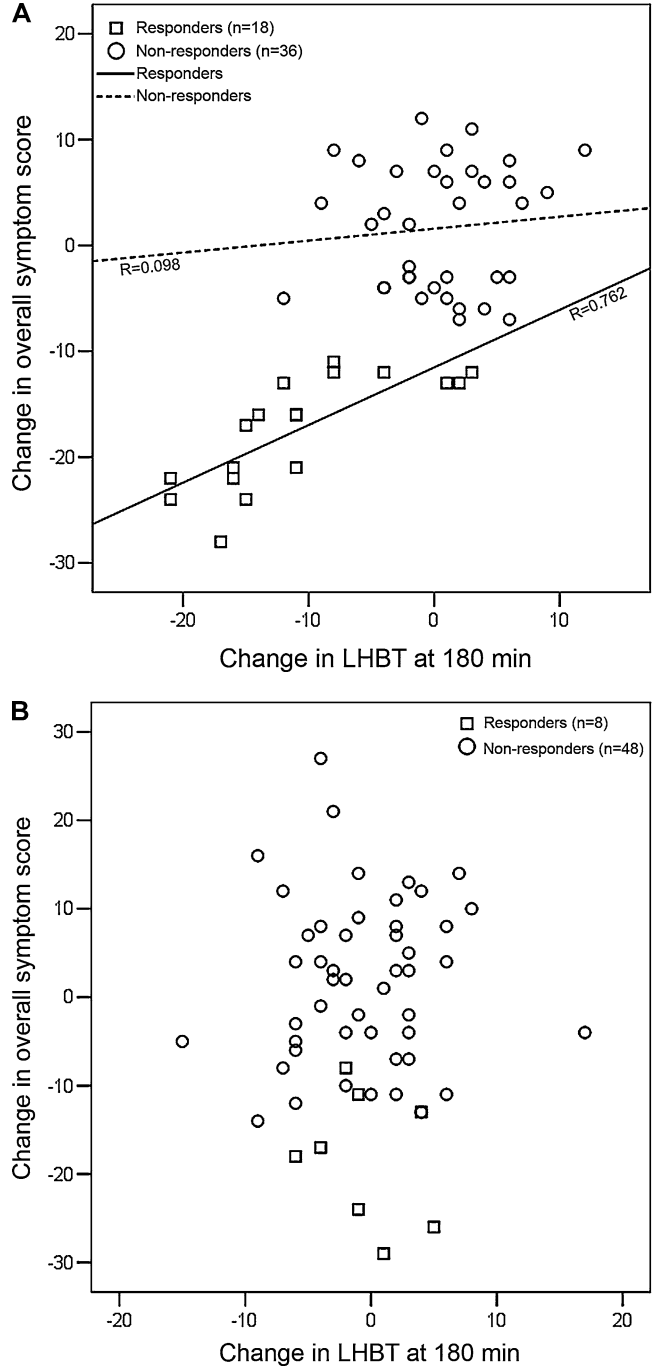 A
Responders (n=18)
Non-responders (n=36)
Responders
Non-responders
20
10
0
-10
-20
-30
R=0.098
R=0.762
Change in overall symptom score
-20 -10 0 10
Change in LHBT at 180 min
B
Responders (n=8)
Non-responders (n=48)
30
20
10
0
-10
-20
-30
Change in overall symptom score
-20 -10 0 10 20
Change in LHBT at 180 min